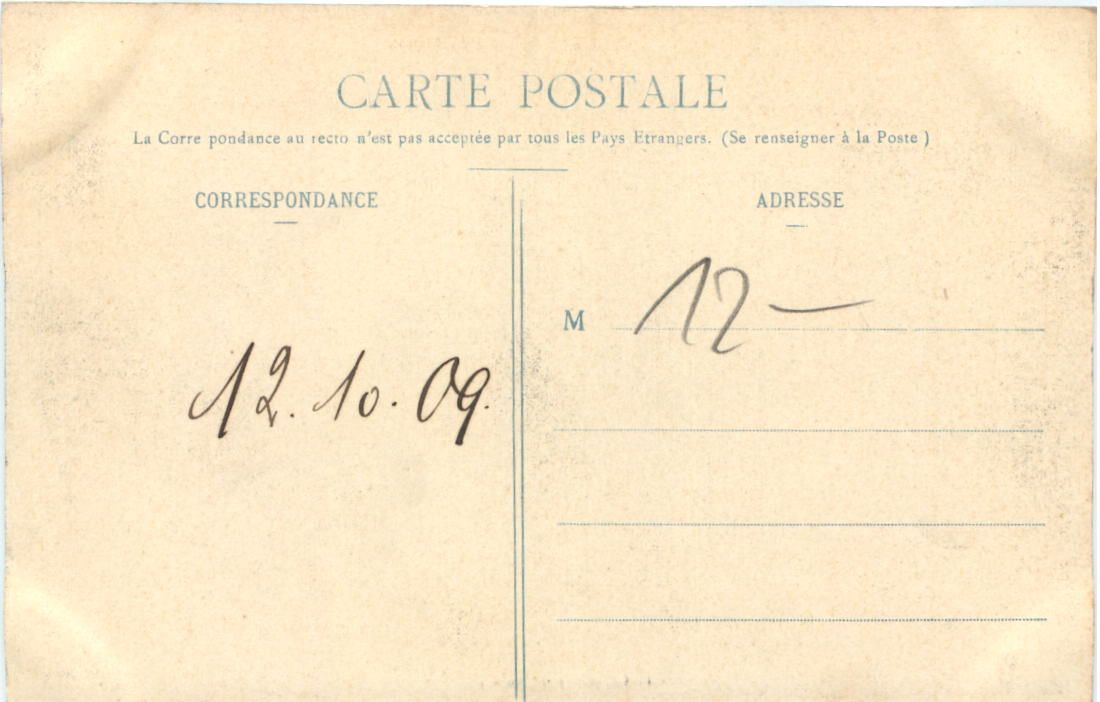 CARTE POSTALE
La Corre pondance au recto n'est pas acceptée par tous les Pays Etrangers. (Se renseigner à la Poste )
CORRESPONDANCE
12. 10. 09.
ADRESSE
M 12 —